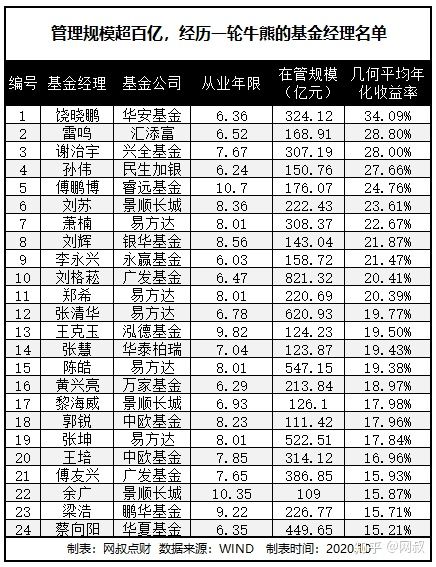 管理规模超百亿，经历一轮牛熊的基金经理名单
编号 基金经理 基金公司 从业年限 在管规模（亿元） 几何平均年化收益率
1 饶晓鹏 华安基金 6.36 324.12 34.09%
2 雷鸣 汇添富 6.52 168.91 28.80%
3 谢治宇 兴全基金 7.67 307.19 28.00%
4 孙伟 民生加银 6.24 150.76 27.66%
5 傅鹏博 睿远基金 10.7 176.07 24.76%
6 刘苏 景顺长城 8.36 222.43 23.61%
7 萧楠 易方达 8.01 308.37 22.67%
8 刘辉 银华基金 8.56 143.04 21.87%
9 李永兴 永赢基金 6.03 158.72 21.47%
10 刘格菘 广发基金 6.47 821.32 20.41%
11 郑希 易方达 8.01 220.69 20.39%
12 张清华 易方达 6.78 620.93 19.77%
13 王克玉 泓德基金 9.82 124.23 19.50%
14 张慧 华泰柏瑞 7.04 123.87 19.43%
15 陈皓 易方达 8.01 547.15 19.38%
16 黄兴亮 万家基金 6.29 213.84 18.97%
17 黎海威 景顺长城 6.93 126.1 17.98%
18 郭锐 中欧基金 8.23 111.42 17.96%
19 张坤 易方达 8.01 522.51 17.84%
20 王培 中欧基金 7.85 314.12 16.96%
21 傅友兴 广发基金 7.65 386.85 15.93%
22 余广 景顺长城 10.35 109 15.87%
23 梁浩 鹏华基金 9.22 226.77 15.71%
24 蔡向阳 华夏基金 6.35 449.65 15.21%
制表：网叔点财 数据来源：WIND 制表时间：2020.10
知乎 @网叔